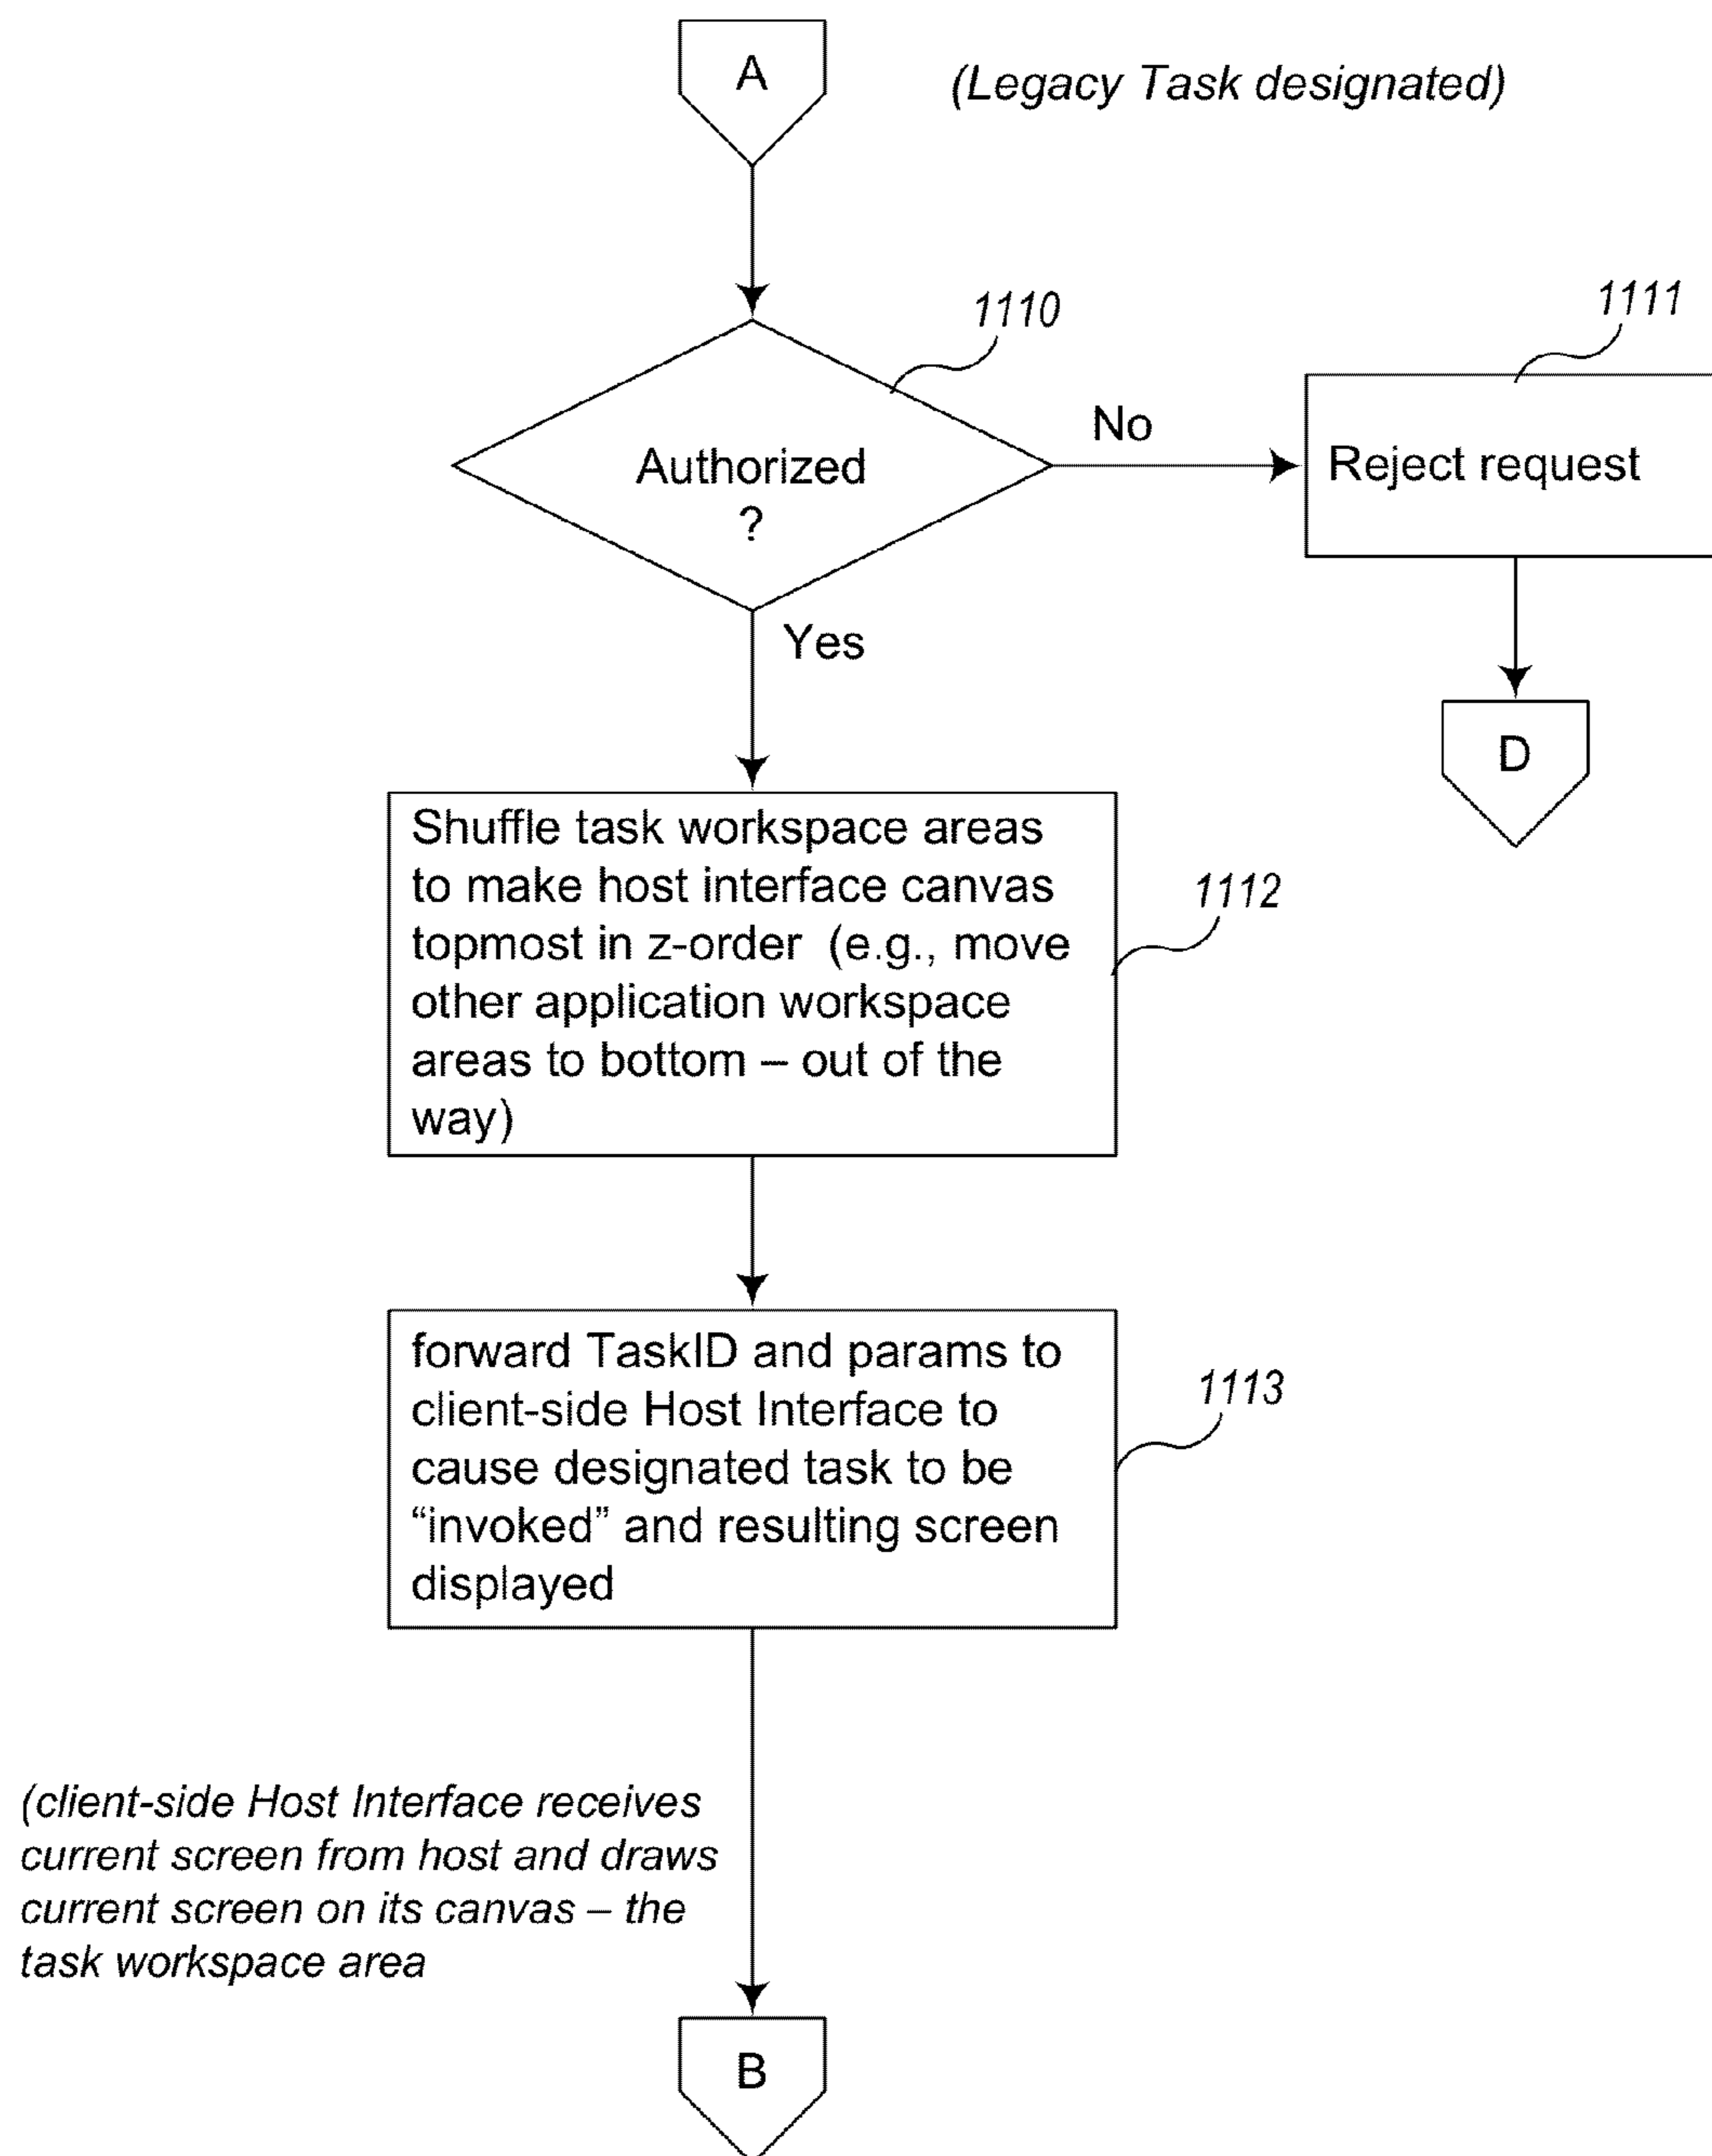 A
(Legacy Task designated)
1110
1111
No
Authorized
?
Reject request
Yes
D
Shuffle task workspace areas
to make host interface canvas
topmost in z-order (e.g., move
other application workspace
areas to bottom – out of the
way)
1112
forward TaskID and params to
client-side Host Interface to
cause designated task to be
“invoked” and resulting screen
displayed
1113
(client-side Host Interface receives
current screen from host and draws
current screen on its canvas – the
task workspace area
B